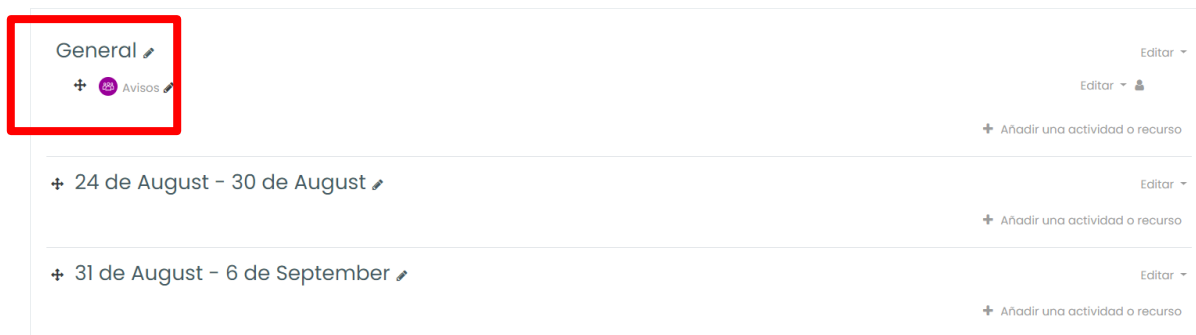 General
Editar
Avisos
Editar
Añadir una actividad o recurso
24 de August - 30 de August
Editar
Añadir una actividad o recurso
31 de August - 6 de September
Editar
Añadir una actividad o recurso